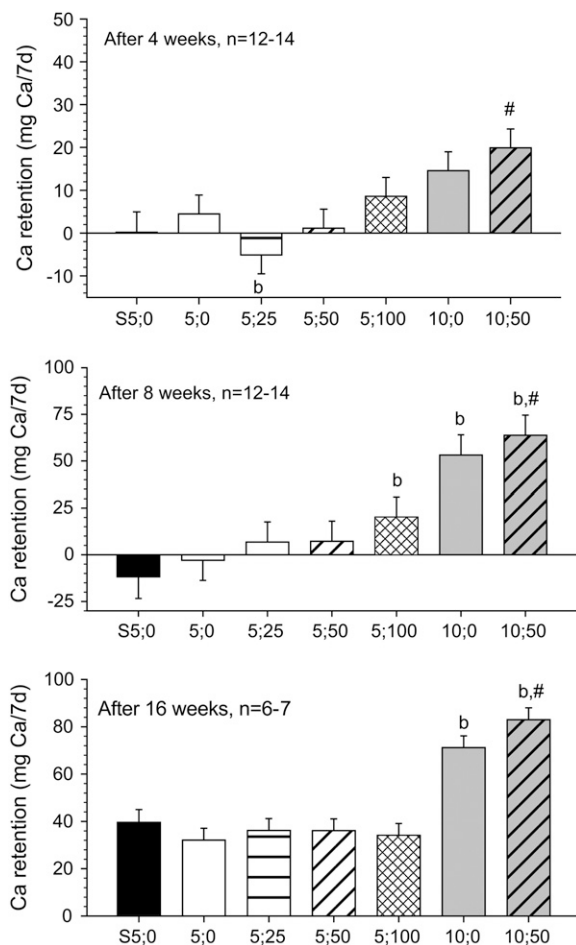 After 4 weeks, n=12-14
Ca retention (mg Ca/7d)
50
40
30
20
10
0
-10
#
b
S5;0 5;0 5;25 5;50 5;100 10;0 10;50
After 8 weeks, n=12-14
Ca retention (mg Ca/7d)
100
75
50
25
0
-25
b b b,#
S5;0 5;0 5;25 5;50 5;100 10;0 10;50
After 16 weeks, n=6-7
Ca retention (mg Ca/7d)
100
80
60
40
20
0
b b,#
S5;0 5;0 5;25 5;50 5;100 10;0 10;50